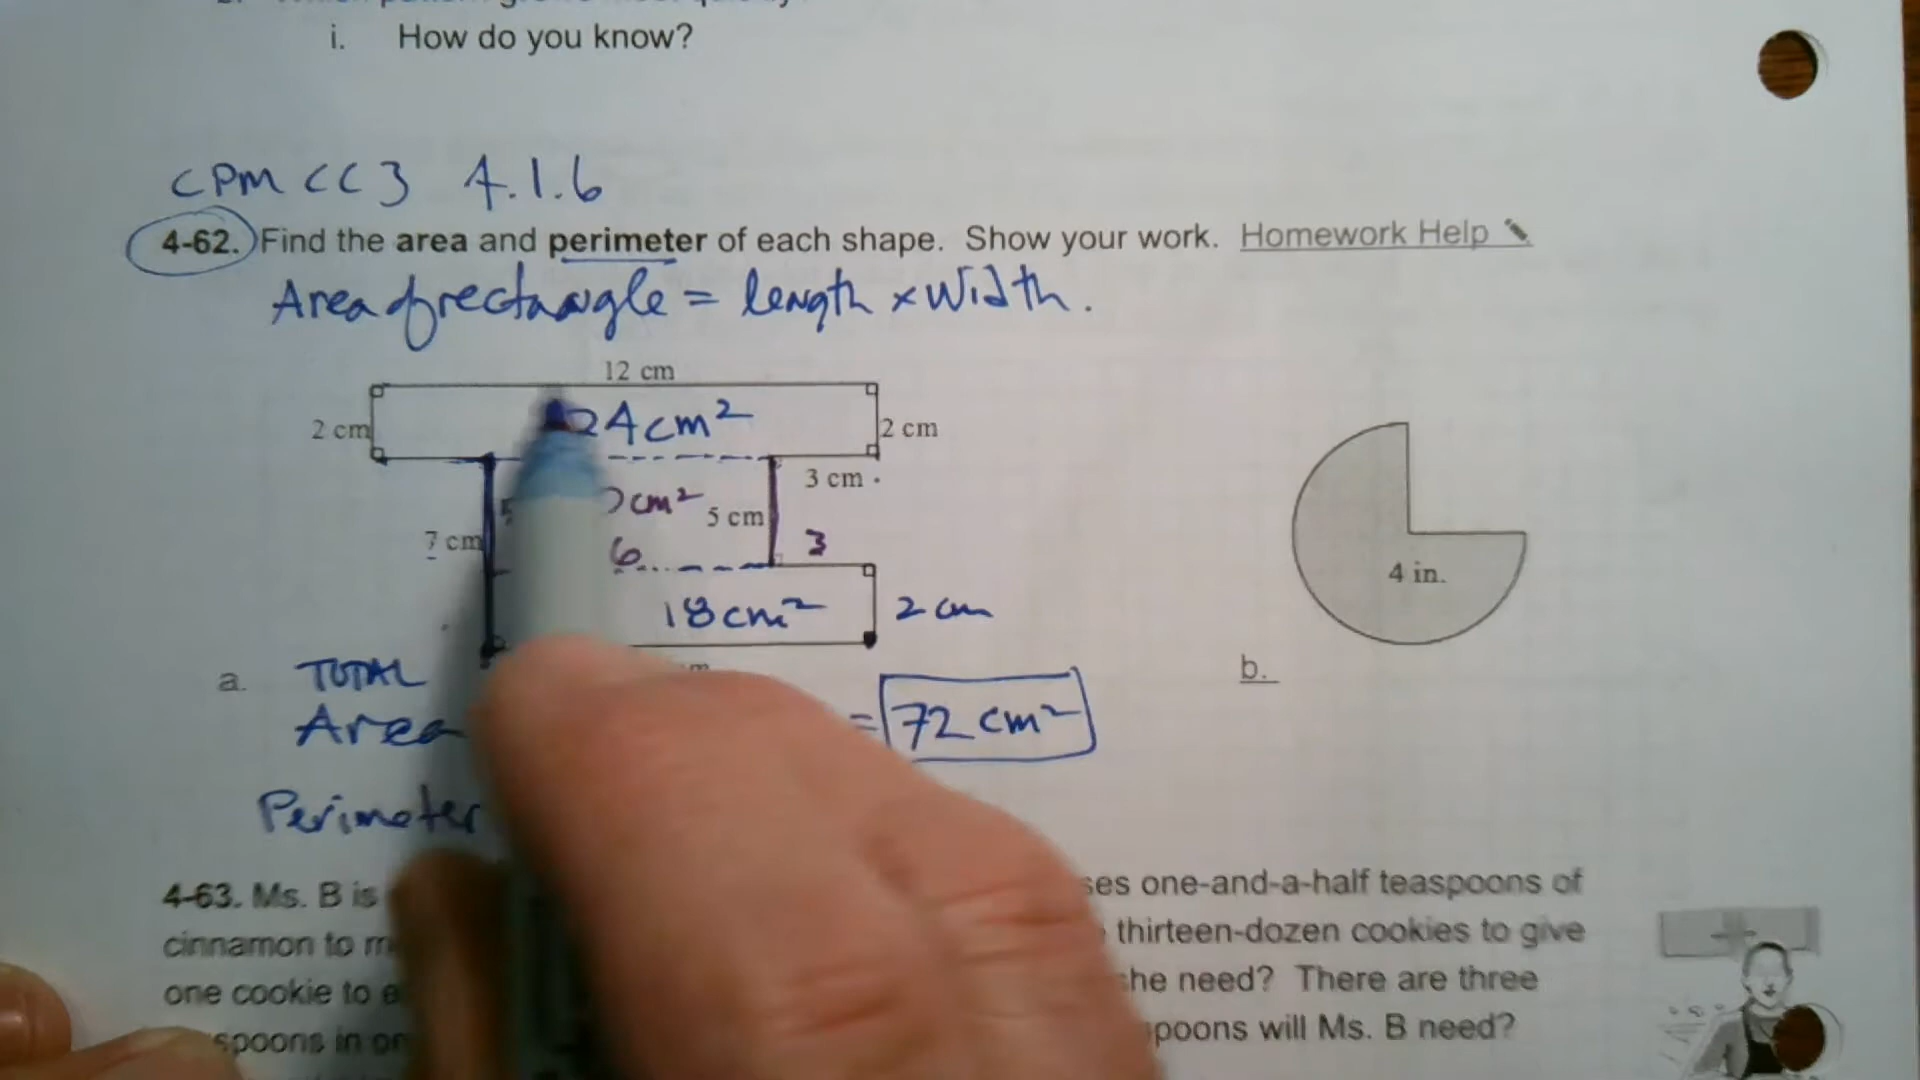 i. How do you know?
CPM CC3 4.1.6
4-62. Find the area and perimeter of each shape. Show your work. Homework Help
Area of rectangle = length x Width.
12 cm
2 cm
24cm²
2 cm
3 cm
cm²
5 cm
7 cm
6
3
4 in.
18cm²
2 cm
a. TOTAL
b.
Area
= 72 cm²
Perimeter
4-63. Ms. B is
ses one-and-a-half teaspoons of
cinnamon to m
thirteen-dozen cookies to give
one cookie to e
he need? There are three
spoons in or
poons will Ms. B need?